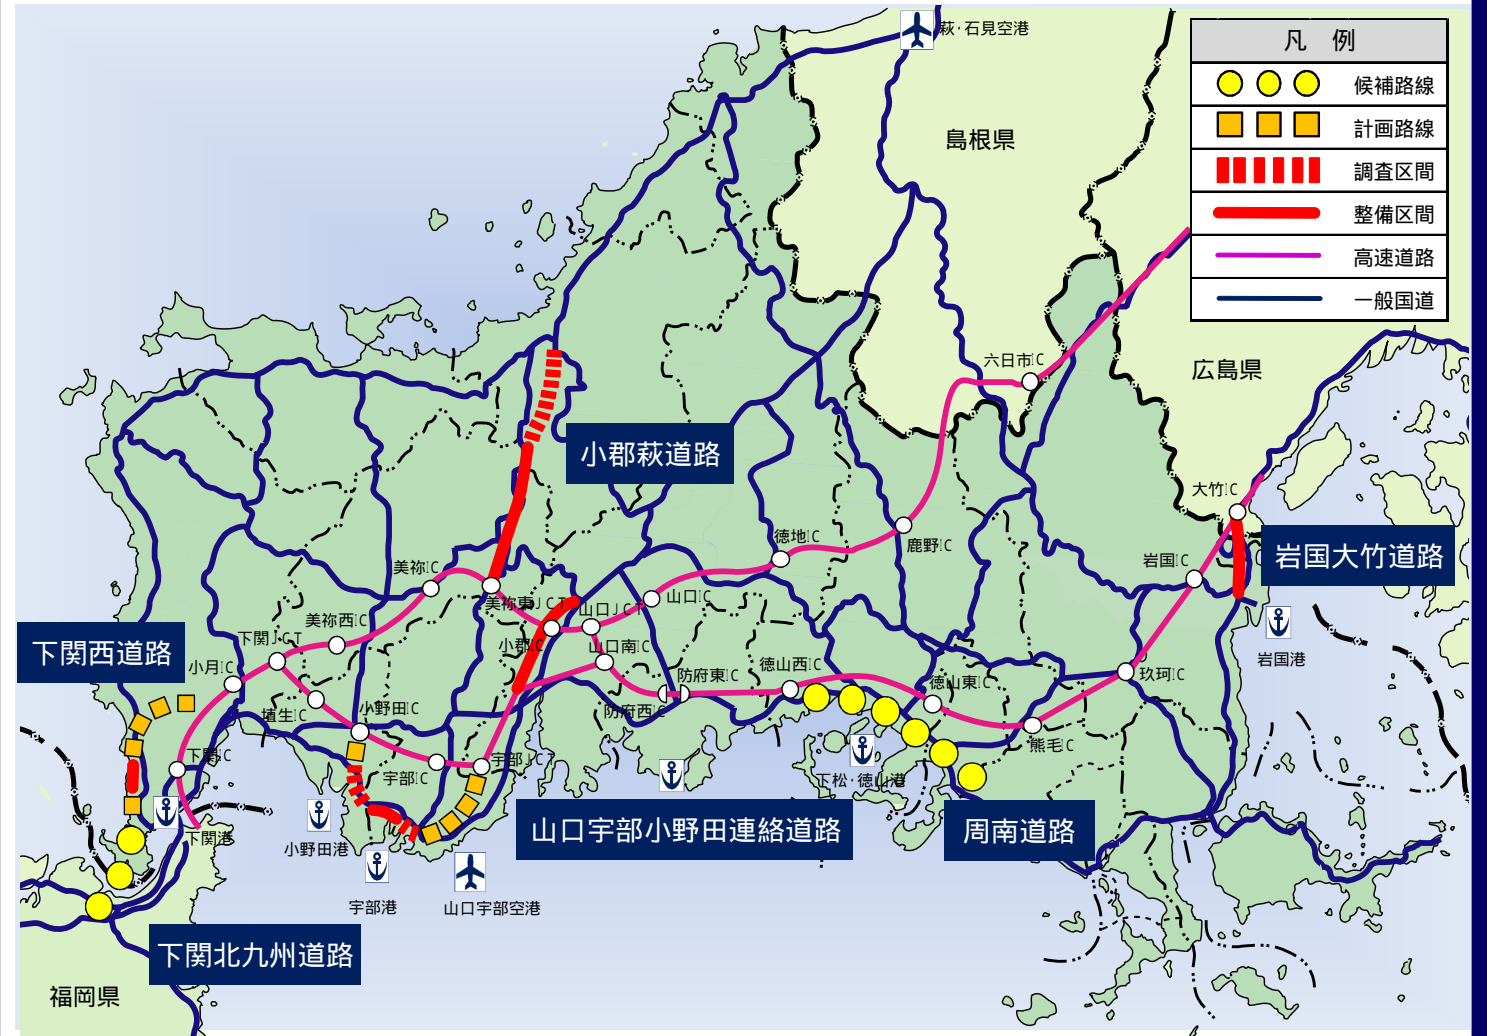 萩・石見空港
凡 例
候補路線
計画路線
調査区間
整備区間
高速道路
一般国道
島根県
六日市IC
広島県
小郡萩道路
大竹IC
徳地IC
鹿野IC
岩国IC
岩国大竹道路
美祢IC
美祢東JCT
山口JCT
山口IC
美祢西IC
岩国港
下関西道路
下関JCT
小郡IC
山口南IC
小月IC
徳山西IC
防府東IC
玖珂IC
徳山東IC
埴生IC
小野田IC
防府西IC
熊毛IC
下関IC
宇部JCT
宇部IC
下松・徳山港
下関港
小野田港
山口宇部小野田連絡道路
周南道路
宇部港
山口宇部空港
下関北九州道路
福岡県